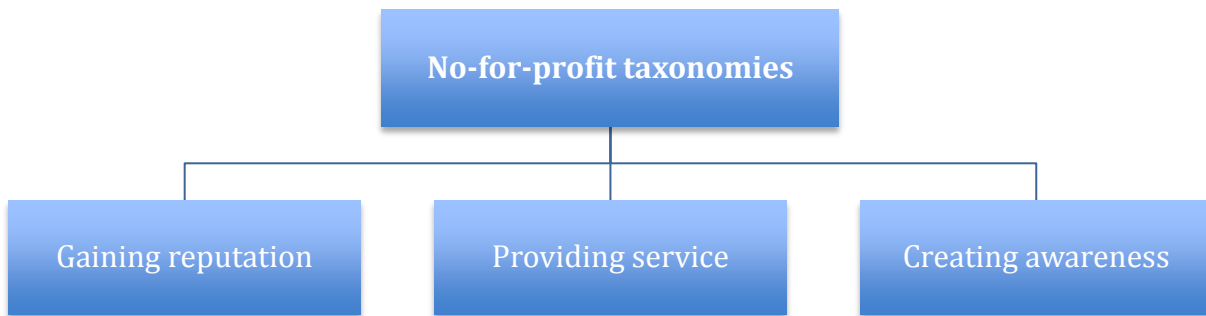 No-for-profit taxonomies
Gaining reputation
Providing service
Creating awareness